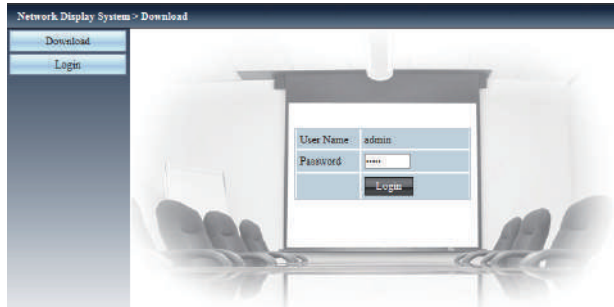 Network Display System > Download
Download
Login
User Name admin
Password •••••
Login